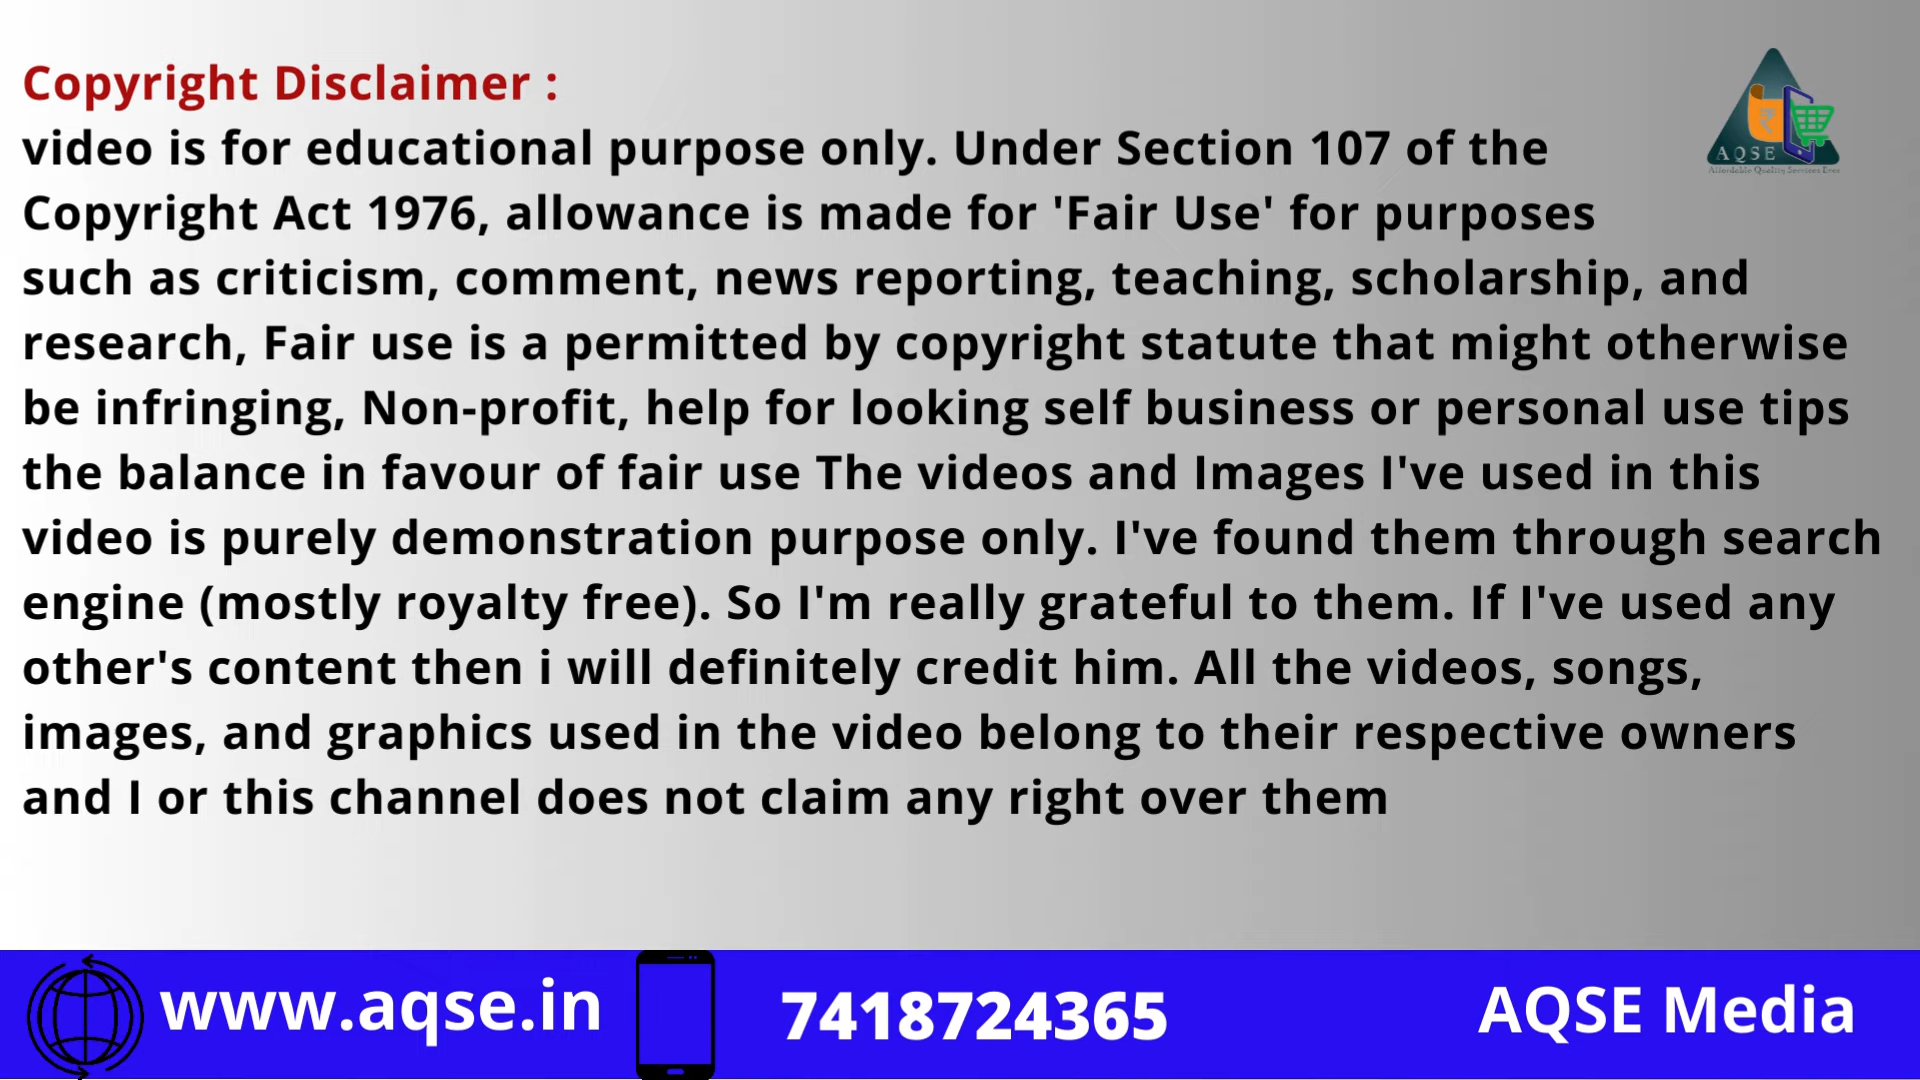 Copyright Disclaimer :
video is for educational purpose only. Under Section 107 of the
Copyright Act 1976, allowance is made for 'Fair Use' for purposes
such as criticism, comment, news reporting, teaching, scholarship, and
research, Fair use is a permitted by copyright statute that might otherwise
be infringing, Non-profit, help for looking self business or personal use tips
the balance in favour of fair use The videos and Images I've used in this
video is purely demonstration purpose only. I've found them through search
engine (mostly royalty free). So I'm really grateful to them. If I've used any
other's content then i will definitely credit him. All the videos, songs,
images, and graphics used in the video belong to their respective owners
and I or this channel does not claim any right over them
₹
AQSE
Affordable Quality Services Ever
www.aqse.in
7418724365
AQSE Media